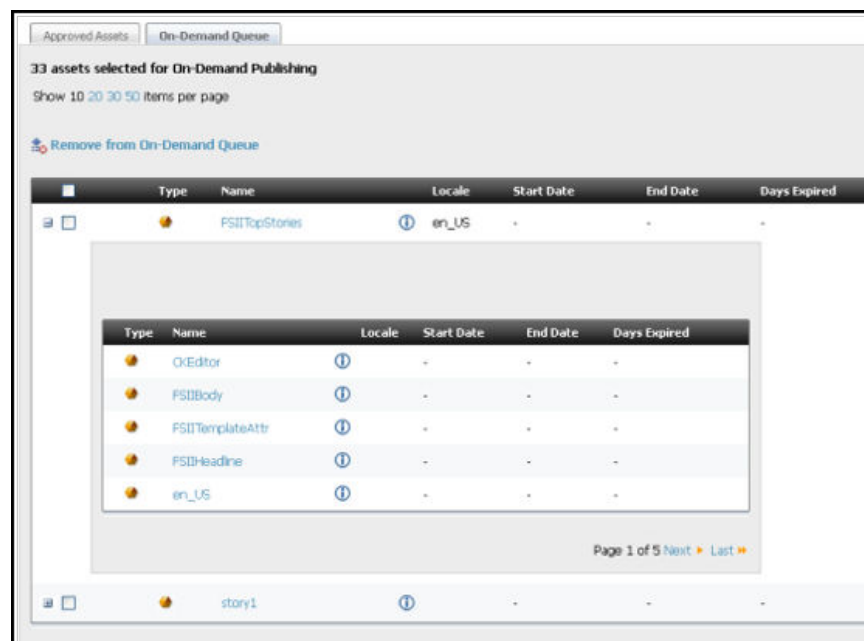 Approved Assets On-Demand Queue
33 assets selected for On-Demand Publishing
Show 10 20 30 50 items per page
Remove from On-Demand Queue
Type Name Locale Start Date End Date Days Expired
FSIITopStories en_US - - -
Type Name Locale Start Date End Date Days Expired
CKEditor - - -
FSIIBody - - -
FSIITemplateAttr - - -
FSIIHeadline - - -
en_US - - -
Page 1 of 5 Next Last
story1 - - -